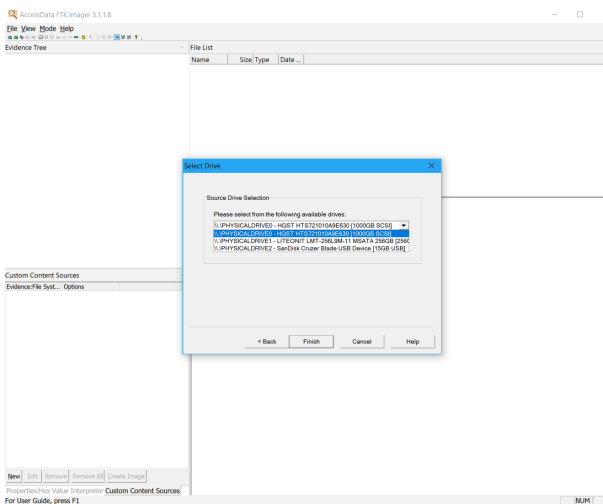 AccessData FTK Imager 3.1.1.8
File View Mode Help
Evidence Tree
File List
Name Size Type Date ...
Select Drive
Source Drive Selection
Please select from the following available drives:
\\.\PHYSICALDRIVE0 - HGST HTS721010A9E630 [1000GB SCSI]
\\.\PHYSICALDRIVE0 - HGST HTS721010A9E630 [1000GB SCSI]
\\.\PHYSICALDRIVE1 - LITEONIT LMT-256L9M-11 MSATA 256GB [256G
\\.\PHYSICALDRIVE2 - SanDisk Cruzer Blade USB Device [15GB USB]
Custom Content Sources
Evidence:File Syst... Options
< Back Finish Cancel Help
New Edit Remove Remove All Create Image
Properties Hex Value Interpreter Custom Content Sources
For User Guide, press F1
NUM